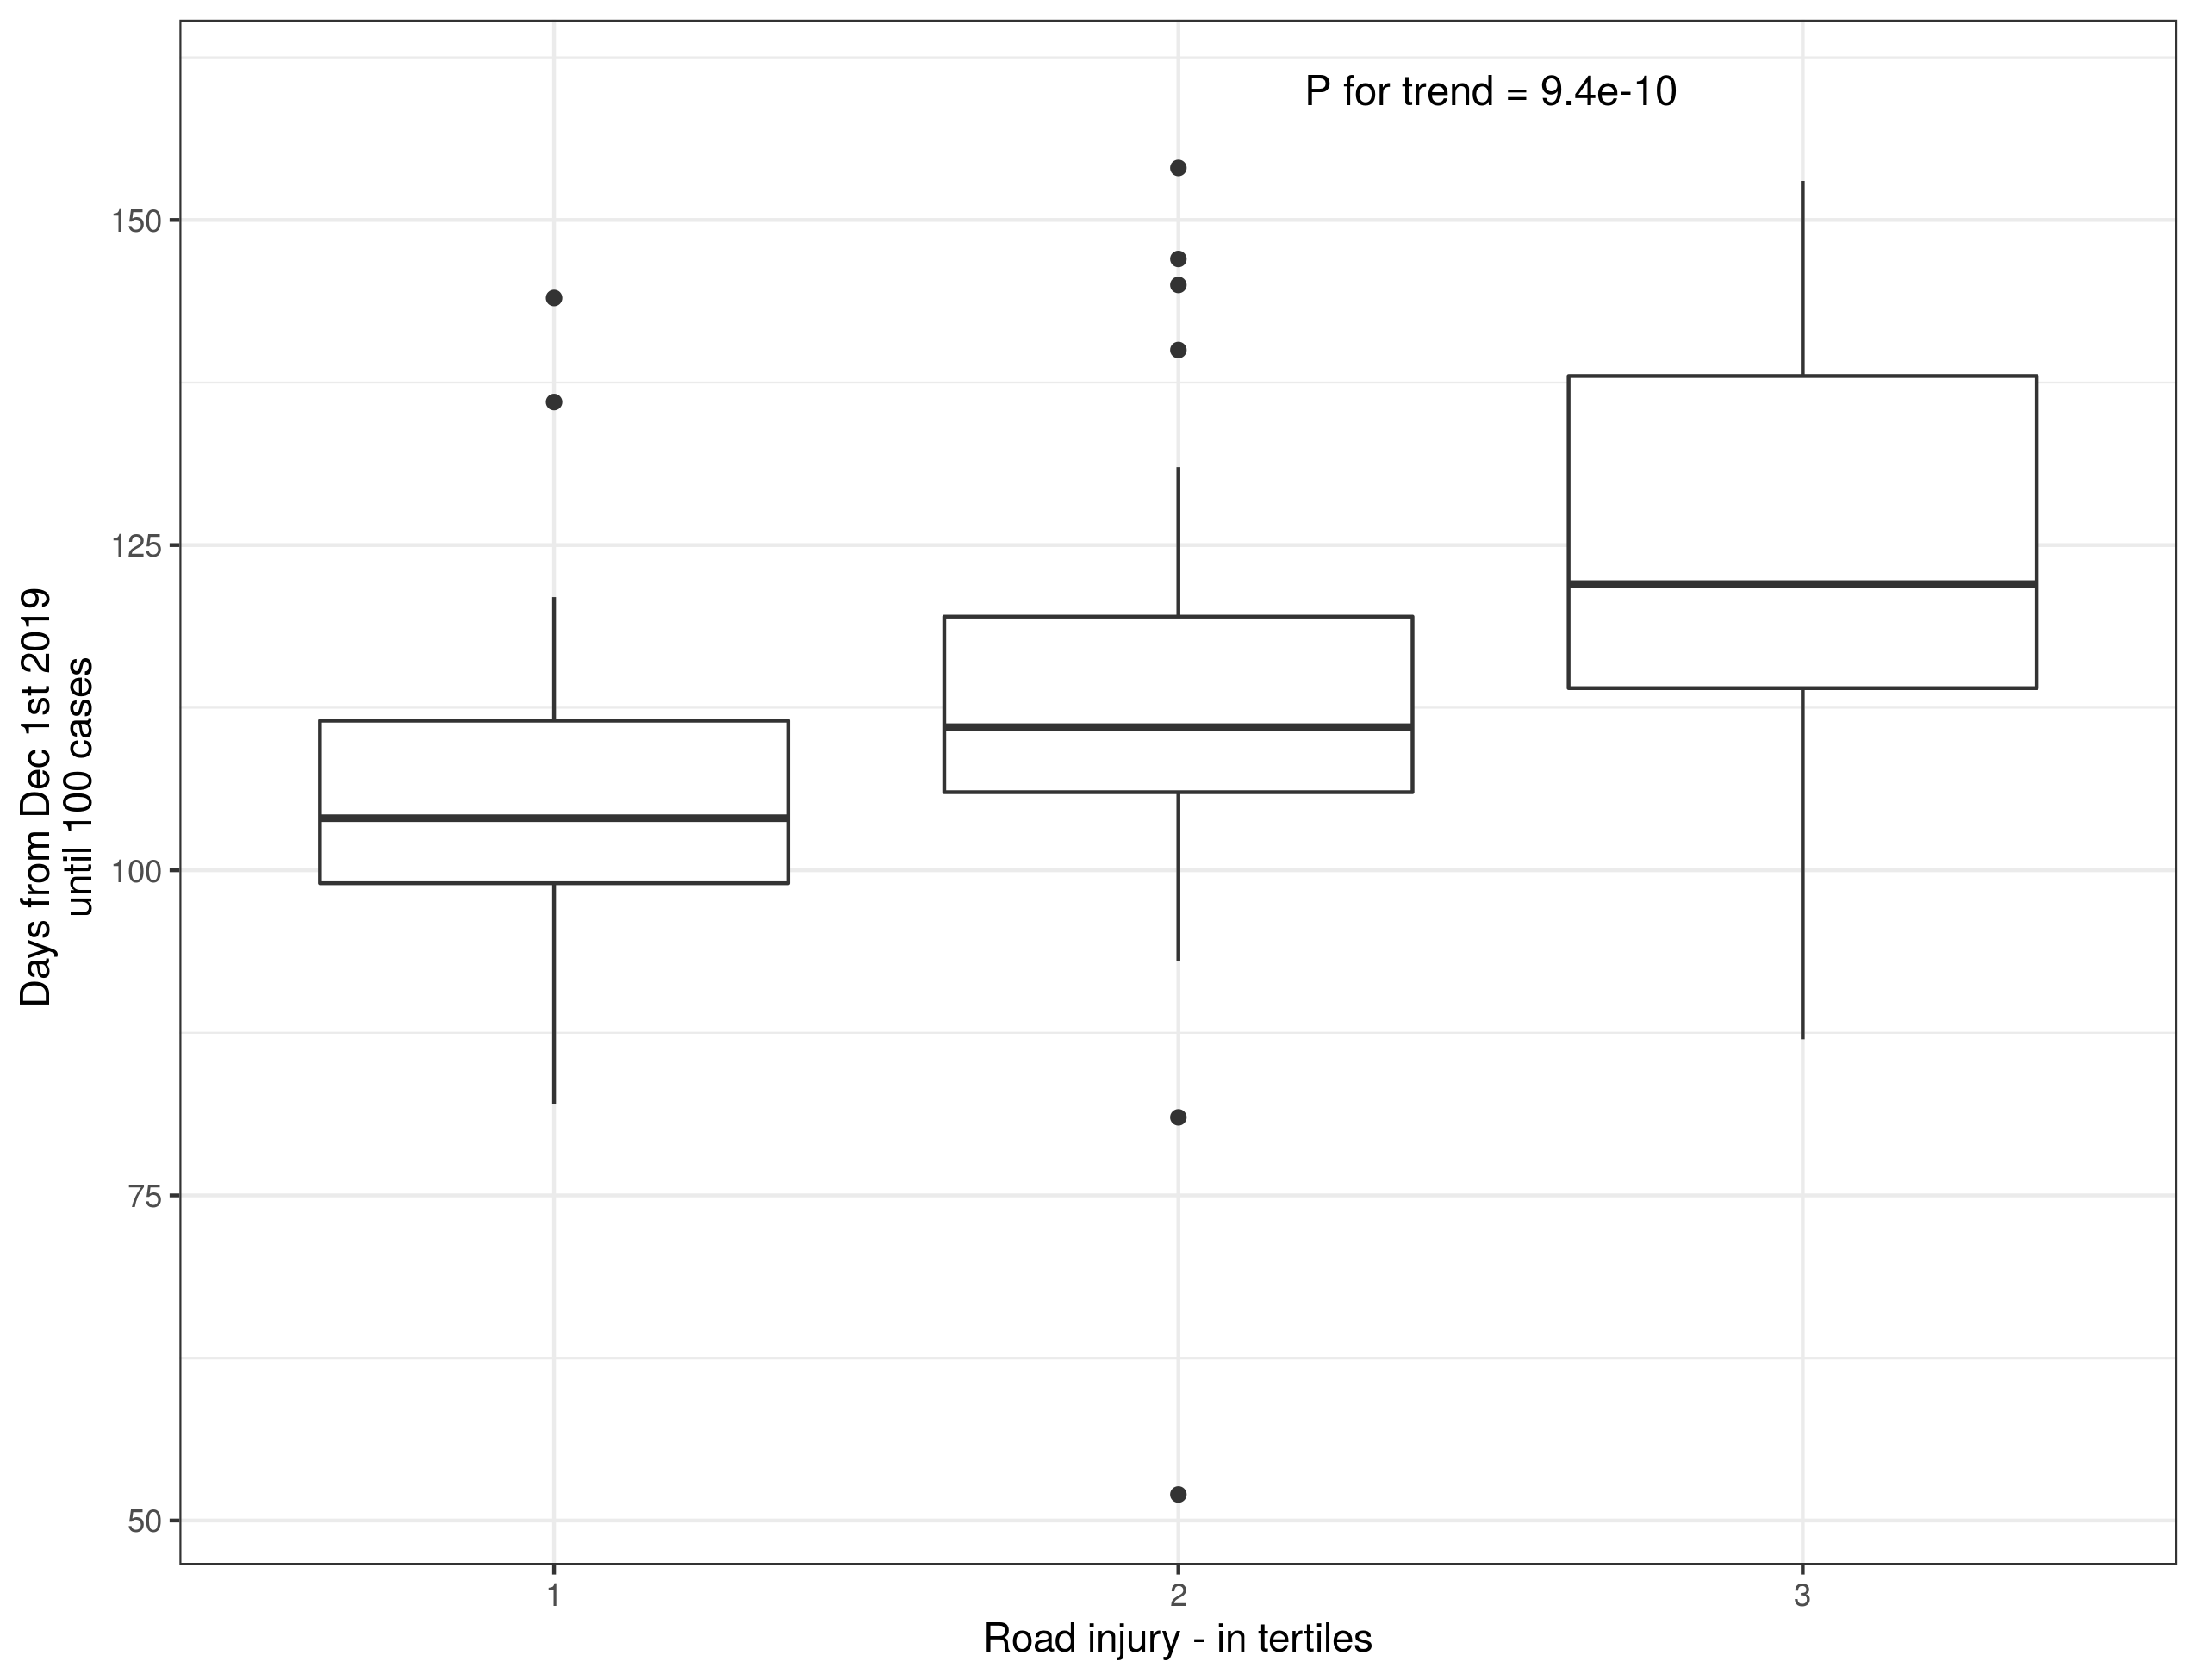 P for trend = 9.4e-10
150
125
100
75
50
Days from Dec 1st 2019
until 100 cases
1
2
3
Road injury - in tertiles